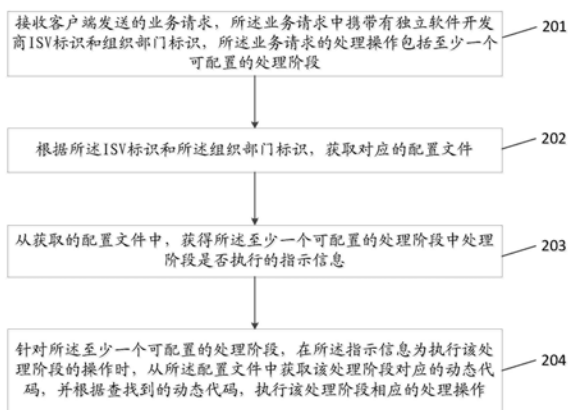 接收客户端发送的业务请求，所述业务请求中携带有独立软件开发
商ISV标识和组织部门标识，所述业务请求的处理操作包括至少一个
可配置的处理阶段
201
根据所述ISV标识和所述组织部门标识，获取对应的配置文件
202
从获取的配置文件中，获得所述至少一个可配置的处理阶段中处理
阶段是否执行的指示信息
203
针对所述至少一个可配置的处理阶段，在所述指示信息为执行该处
理阶段的操作时，从所述配置文件中获取该处理阶段对应的动态代
码，并根据查找到的动态代码，执行该处理阶段相应的处理操作
204